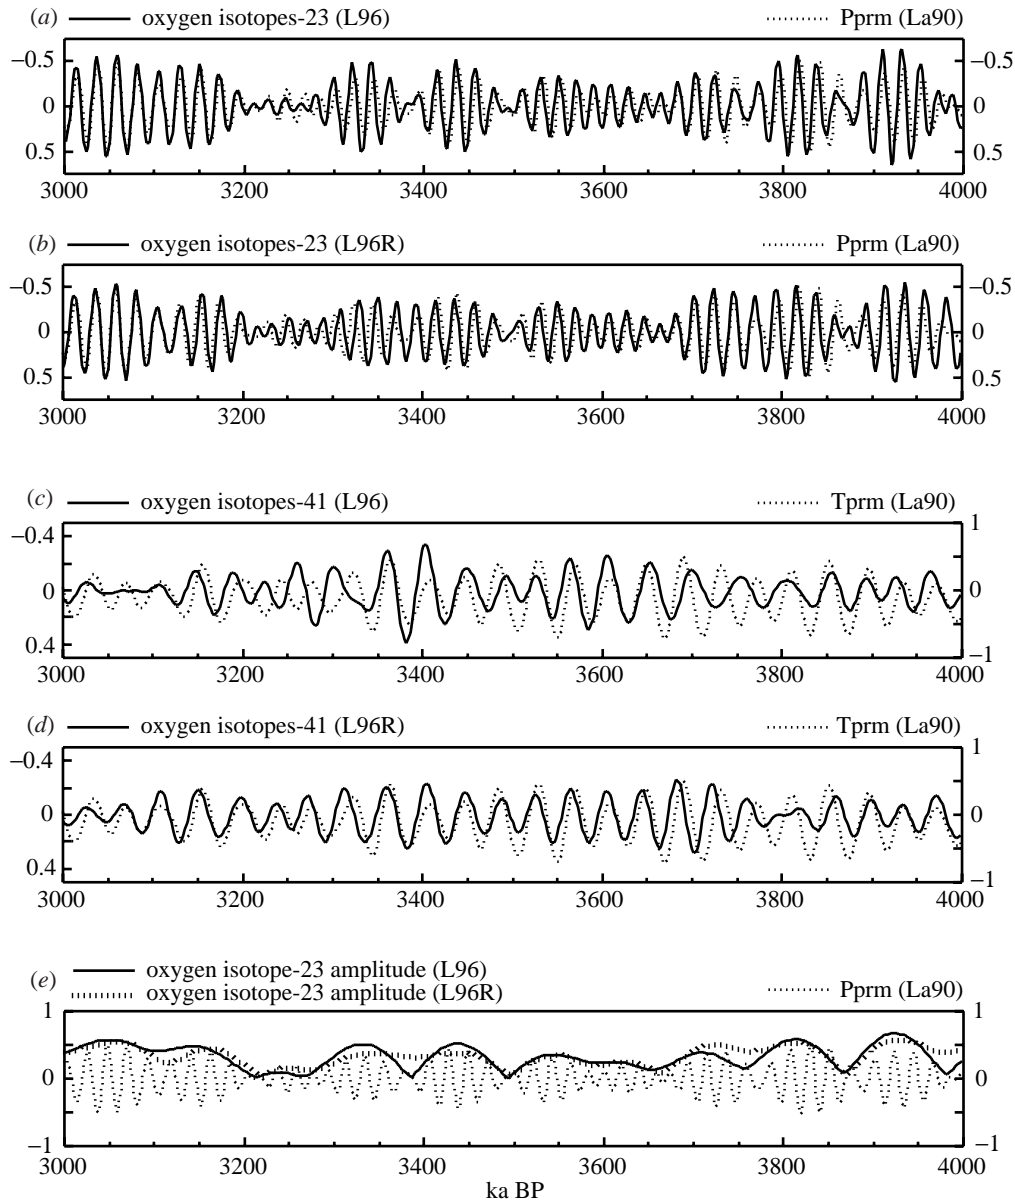 (a) oxygen isotopes-23 (L96) Pprm (La90)
−0.5 −0.5
0 0
0.5 0.5
3000 3200 3400 3600 3800 4000
(b) oxygen isotopes-23 (L96R) Pprm (La90)
−0.5 −0.5
0 0
0.5 0.5
3000 3200 3400 3600 3800 4000
(c) oxygen isotopes-41 (L96) Tprm (La90)
−0.4 1
0 0
0.4 −1
3000 3200 3400 3600 3800 4000
(d) oxygen isotopes-41 (L96R) Tprm (La90)
−0.4 1
0 0
0.4 −1
3000 3200 3400 3600 3800 4000
(e) oxygen isotope-23 amplitude (L96)
oxygen isotope-23 amplitude (L96R) Pprm (La90)
1 1
0 0
−1 −1
3000 3200 3400 3600 3800 4000
ka BP